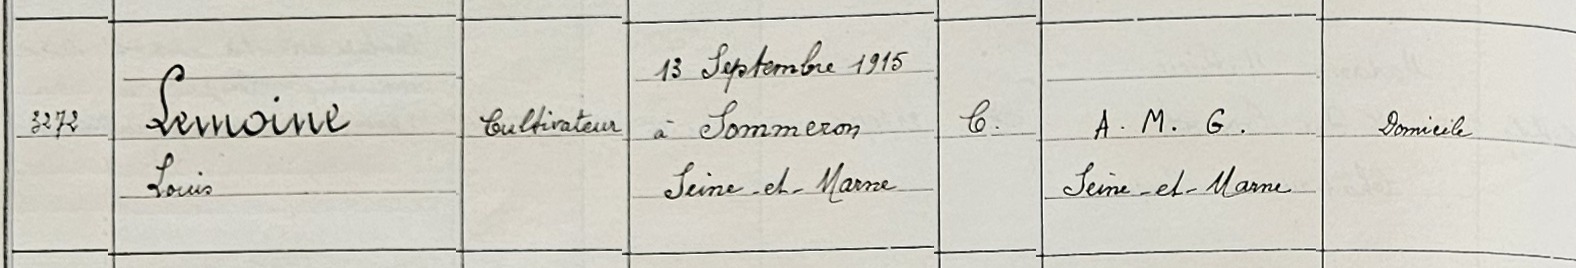 3272
Lemoine
Louis
Cultivateur
13 Septembre 1915
à Sommeron
Seine-et-Marne
C.
A. M. G.
Seine-et-Marne
Domicile